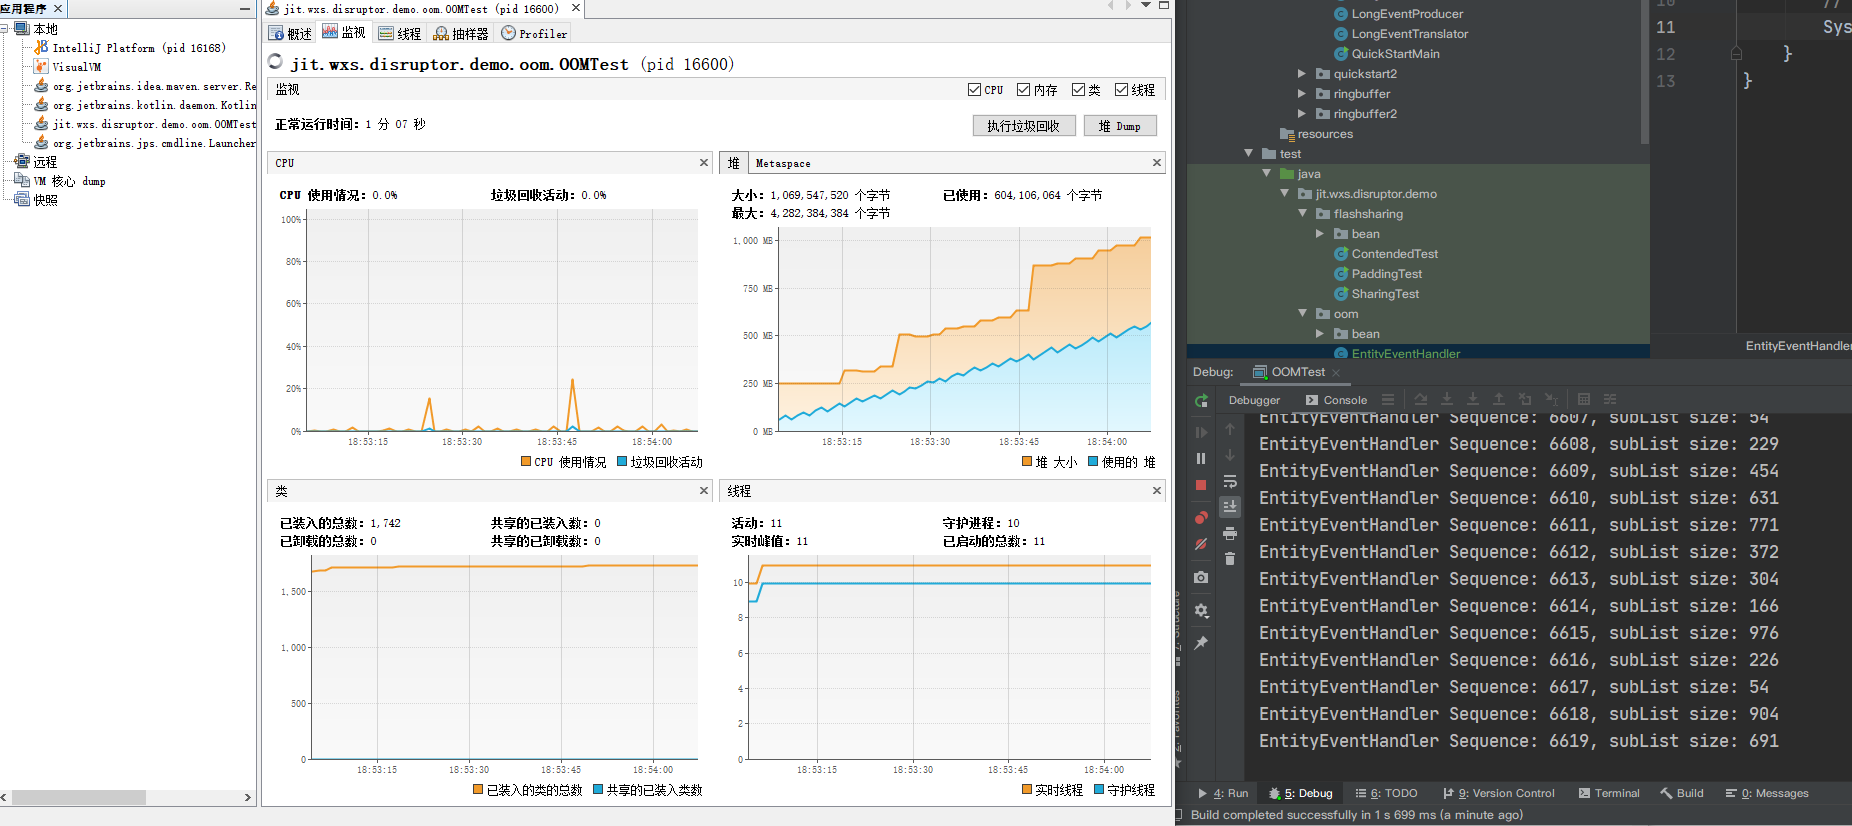 应用程序
本地
IntelliJ Platform (pid 16168)
VisualVM
org.jetbrains.idea.maven.server.Re
org.jetbrains.kotlin.daemon.Kotlin
jit.wxs.disruptor.demo.oom.OOMTest
org.jetbrains.jps.cmdline.Launcher
远程
VM 核心 dump
快照
jit.wxs.disruptor.demo.oom.OOMTest (pid 16600)
概述 监视 线程 抽样器 Profiler
jit.wxs.disruptor.demo.oom.OOMTest (pid 16600)
监视 CPU 内存 类 线程
正常运行时间: 1 分 07 秒 执行垃圾回收 堆 Dump
CPU
CPU 使用情况: 0.0% 垃圾回收活动: 0.0%
100%
80%
60%
40%
20%
0%
18:53:15 18:53:30 18:53:45 18:54:00
CPU 使用情况 垃圾回收活动
堆 Metaspace
大小: 1,069,547,520 个字节 已使用: 604,106,064 个字节
最大: 4,282,384,384 个字节
1,000 MB
750 MB
500 MB
250 MB
0 MB
18:53:15 18:53:30 18:53:45 18:54:00
堆 大小 使用的 堆
类
已装入的总数: 1,742 共享的已装入数: 0
已卸载的总数: 0 共享的已卸载数: 0
1,500
1,000
500
0
18:53:15 18:53:30 18:53:45 18:54:00
已装入的类的总数 共享的已装入类数
线程
活动: 11 守护进程: 10
实时峰值: 11 已启动的总数: 11
10
8
6
4
2
0
18:53:15 18:53:30 18:53:45 18:54:00
实时线程 守护线程
LongEventProducer
LongEventTranslator
QuickStartMain
quickstart2
ringbuffer
ringbuffer2
resources
test
java
jit.wxs.disruptor.demo
flashsharing
bean
ContendedTest
PaddingTest
SharingTest
oom
bean
EntityEventHandler
10 //
11 Sys
12 }
13 }
EntityEventHandler
Debug: OOMTest
Debugger Console
EntityEventHandler Sequence: 6607, subList size: 54
EntityEventHandler Sequence: 6608, subList size: 229
EntityEventHandler Sequence: 6609, subList size: 454
EntityEventHandler Sequence: 6610, subList size: 631
EntityEventHandler Sequence: 6611, subList size: 771
EntityEventHandler Sequence: 6612, subList size: 372
EntityEventHandler Sequence: 6613, subList size: 304
EntityEventHandler Sequence: 6614, subList size: 166
EntityEventHandler Sequence: 6615, subList size: 976
EntityEventHandler Sequence: 6616, subList size: 226
EntityEventHandler Sequence: 6617, subList size: 54
EntityEventHandler Sequence: 6618, subList size: 904
EntityEventHandler Sequence: 6619, subList size: 691
4: Run 5: Debug 6: TODO 9: Version Control Terminal Build 0: Messages
Build completed successfully in 1 s 699 ms (a minute ago)